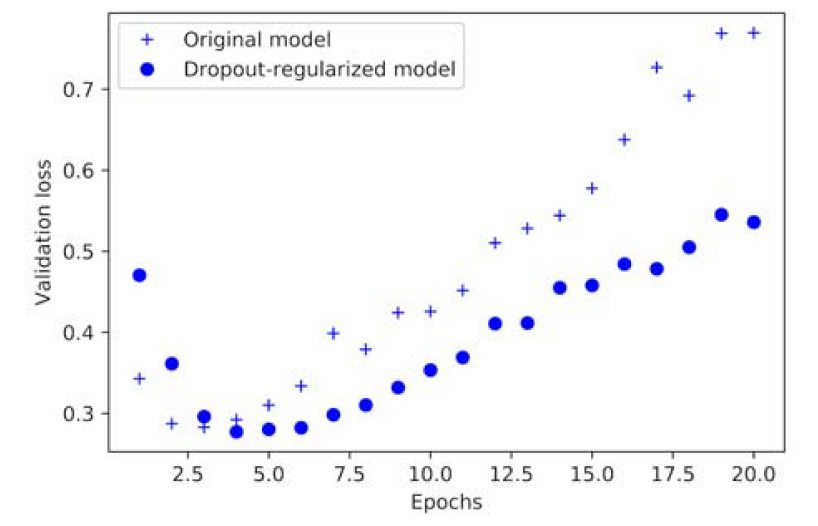 Original model
Dropout-regularized model
0.7
0.6
0.5
0.4
0.3
Validation loss
2.5 5.0 7.5 10.0 12.5 15.0 17.5 20.0
Epochs